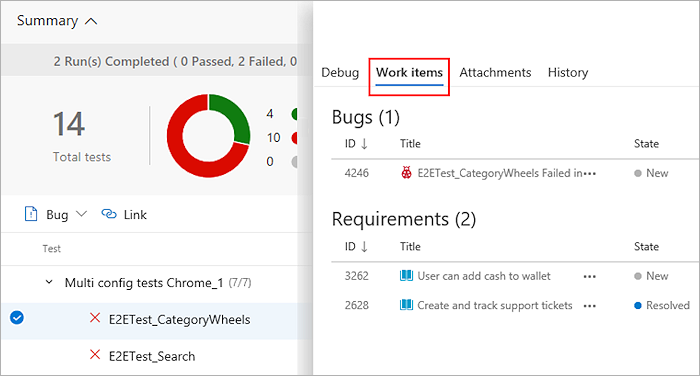 Summary
2 Run(s) Completed ( 0 Passed, 2 Failed, 0
14
Total tests
4
10
0
Bug
Link
Test
Multi config tests Chrome_1 (7/7)
E2ETest_CategoryWheels
E2ETest_Search
Debug Work items Attachments History
Bugs (1)
ID ↓ Title State
4246 E2ETest_CategoryWheels Failed in••• New
Requirements (2)
ID ↓ Title State
3262 User can add cash to wallet ••• New
2628 Create and track support tickets ••• Resolved